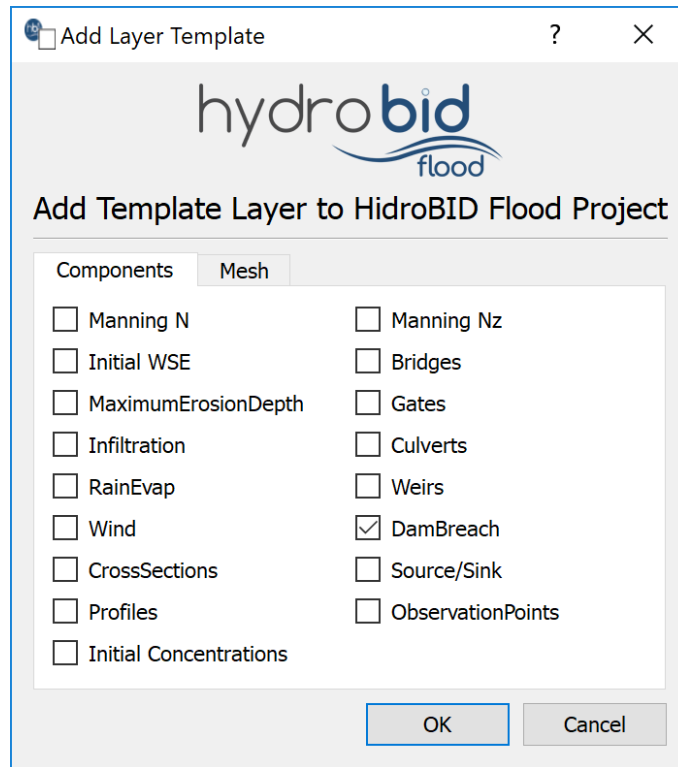 Add Layer Template ?
hydrobid
flood
Add Template Layer to HidroBID Flood Project
Components Mesh
Manning N Manning Nz
Initial WSE Bridges
MaximumErosionDepth Gates
Infiltration Culverts
RainEvap Weirs
Wind DamBreach
CrossSections Source/Sink
Profiles ObservationPoints
Initial Concentrations
OK Cancel